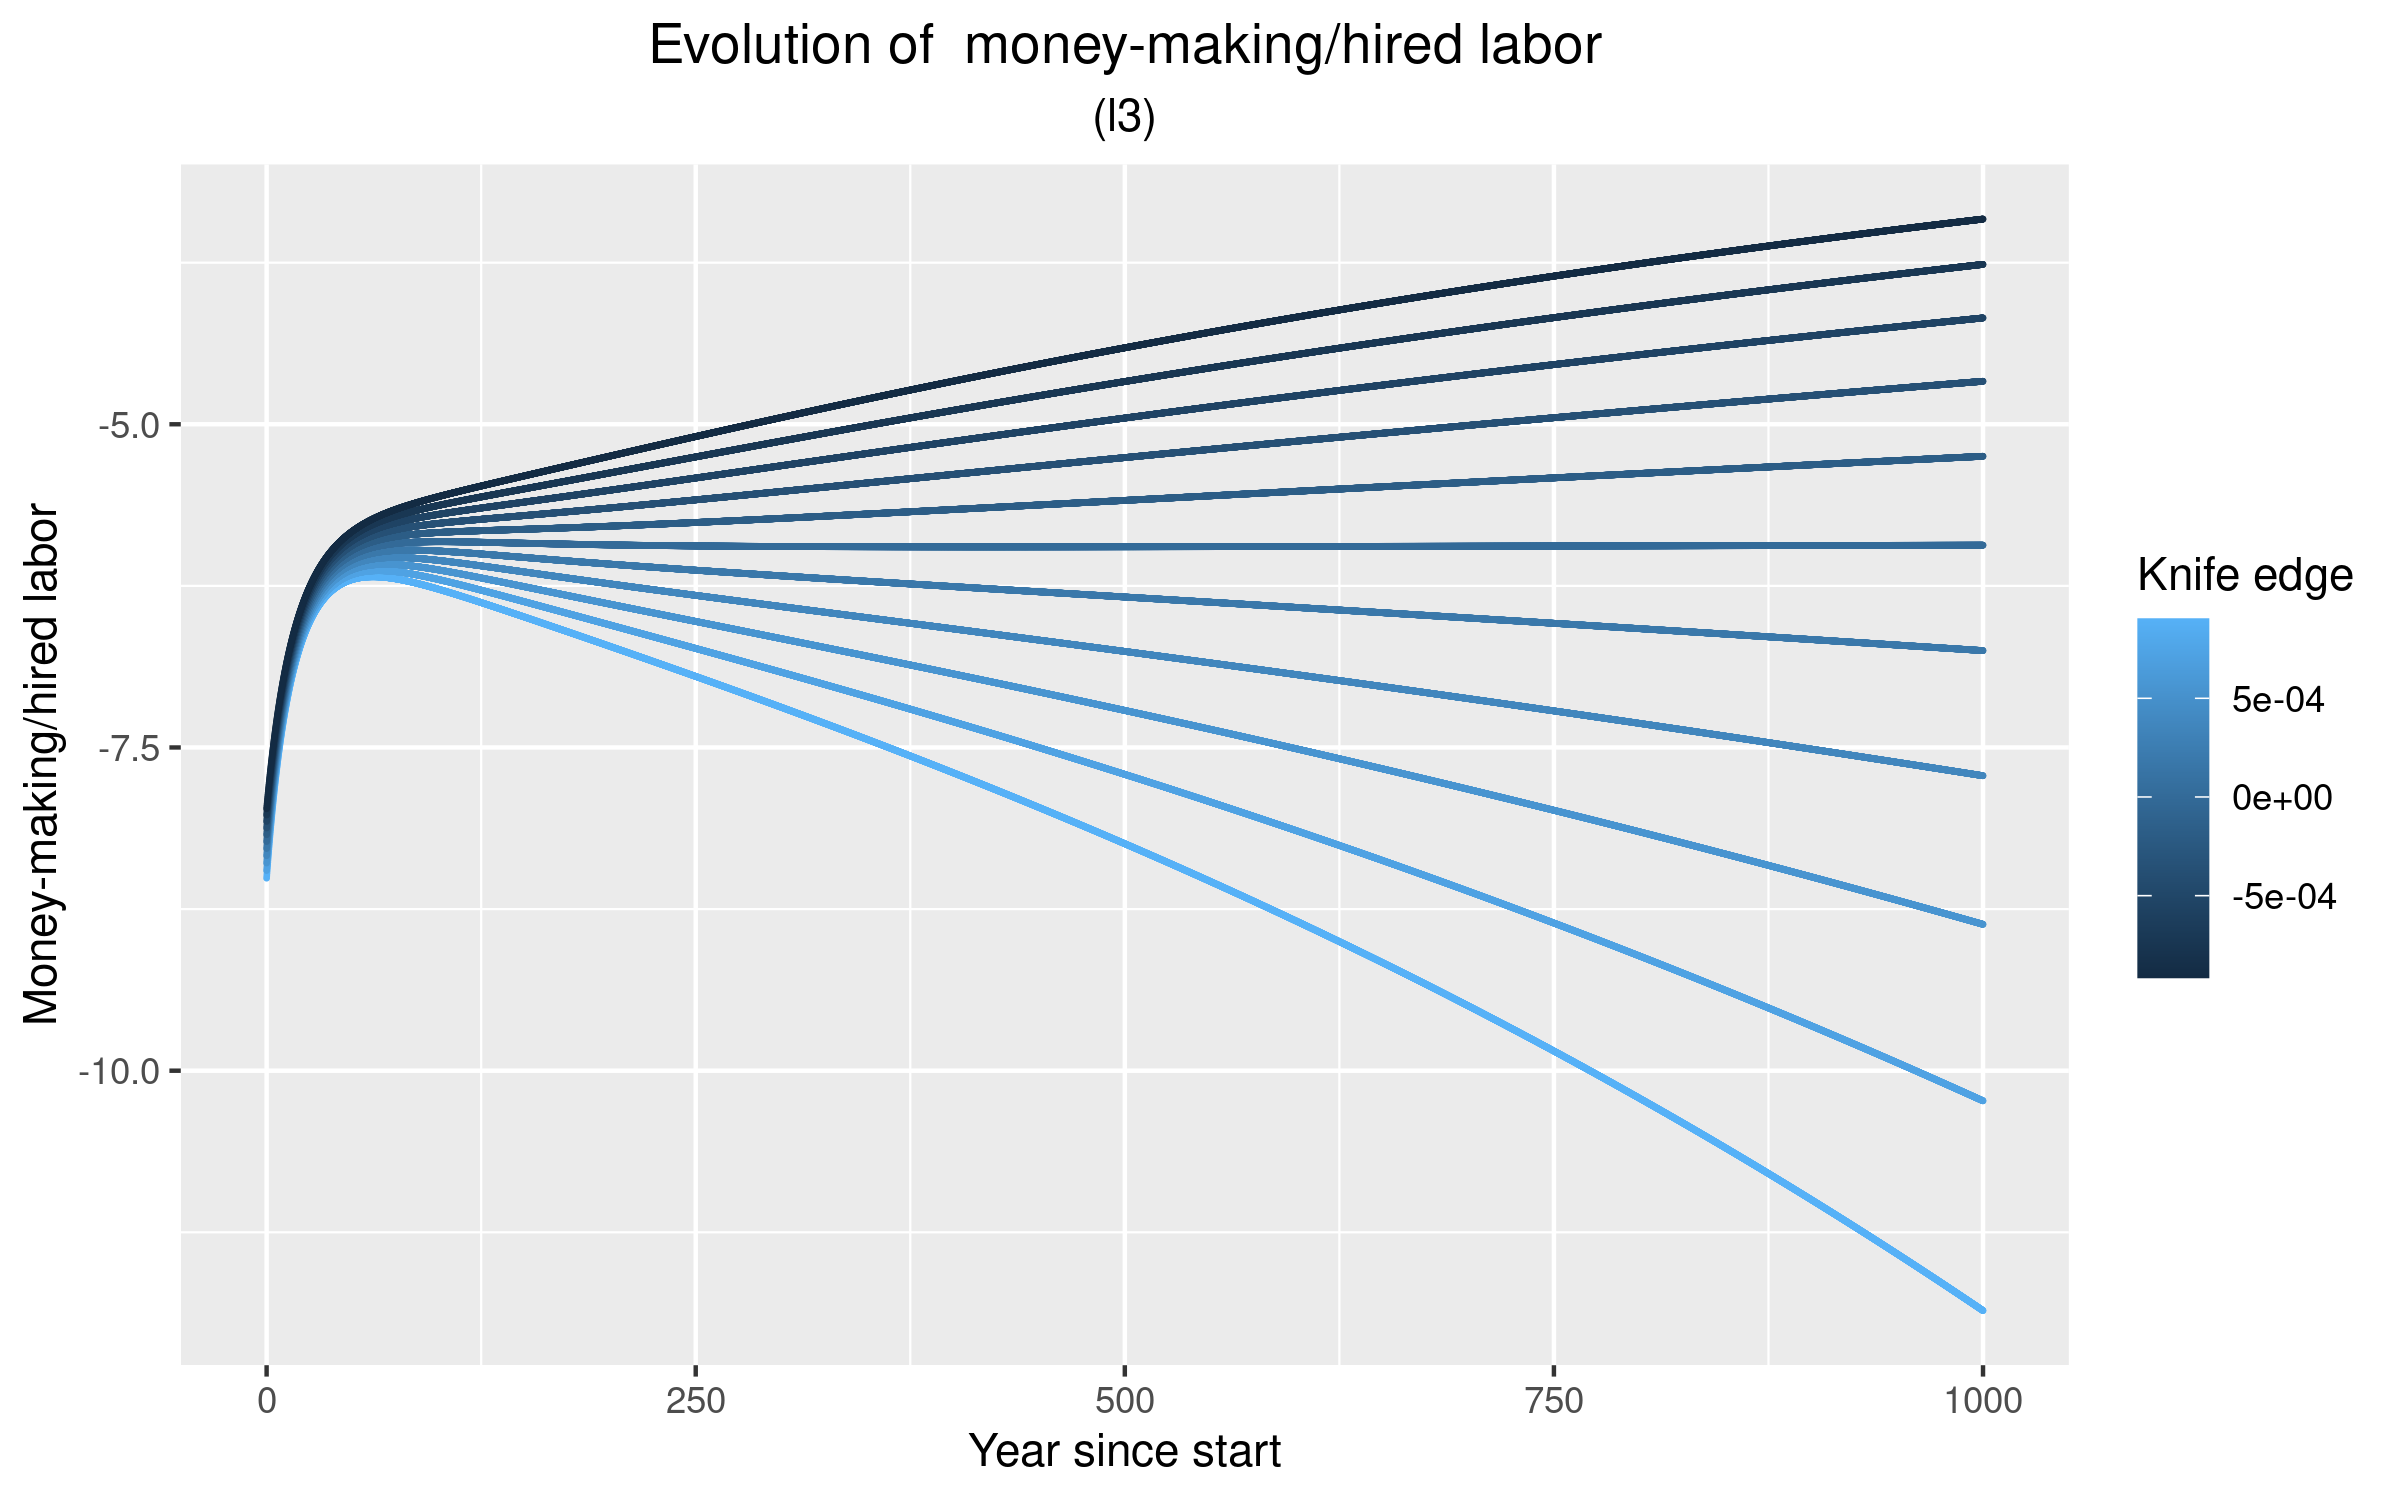 Evolution of  money-making/hired labor
(l3)
Money-making/hired labor
-5.0
-7.5
-10.0
0
250
500
750
1000
Year since start
Knife edge
5e-04
0e+00
-5e-04